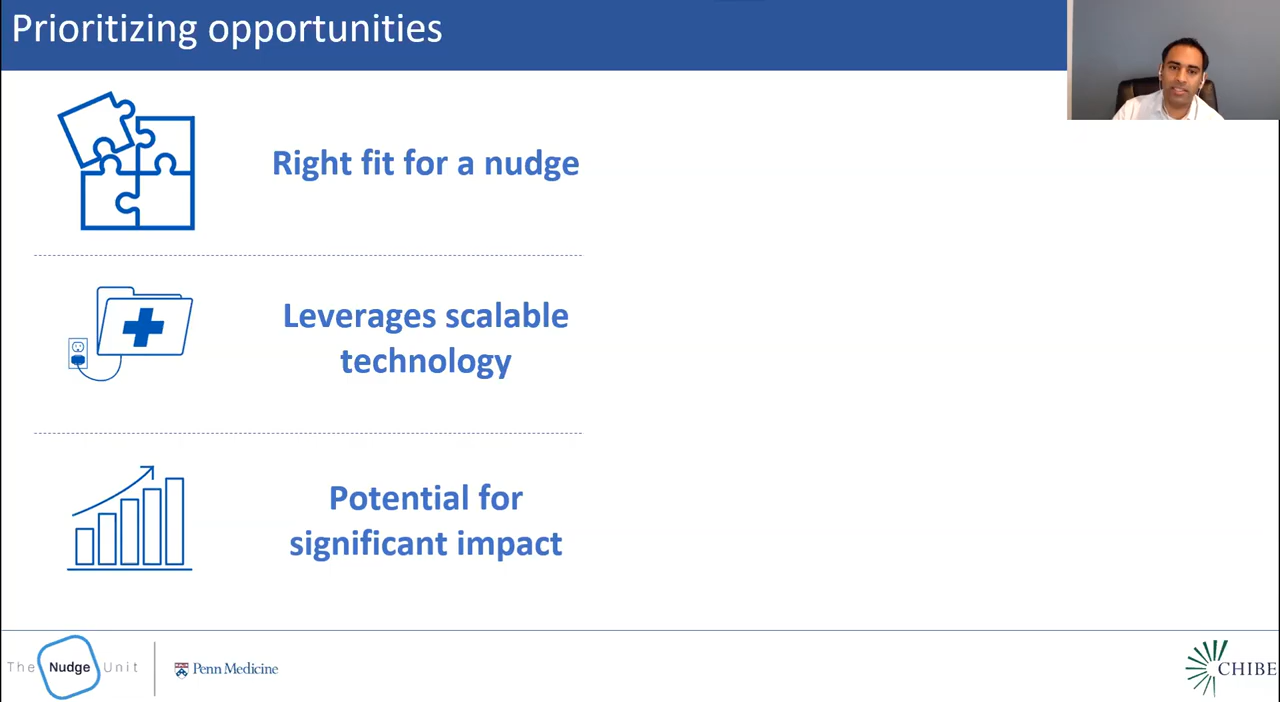 Prioritizing opportunities
Right fit for a nudge
Leverages scalable
technology
Potential for
significant impact
The Nudge Unit
Penn Medicine
CHIBE